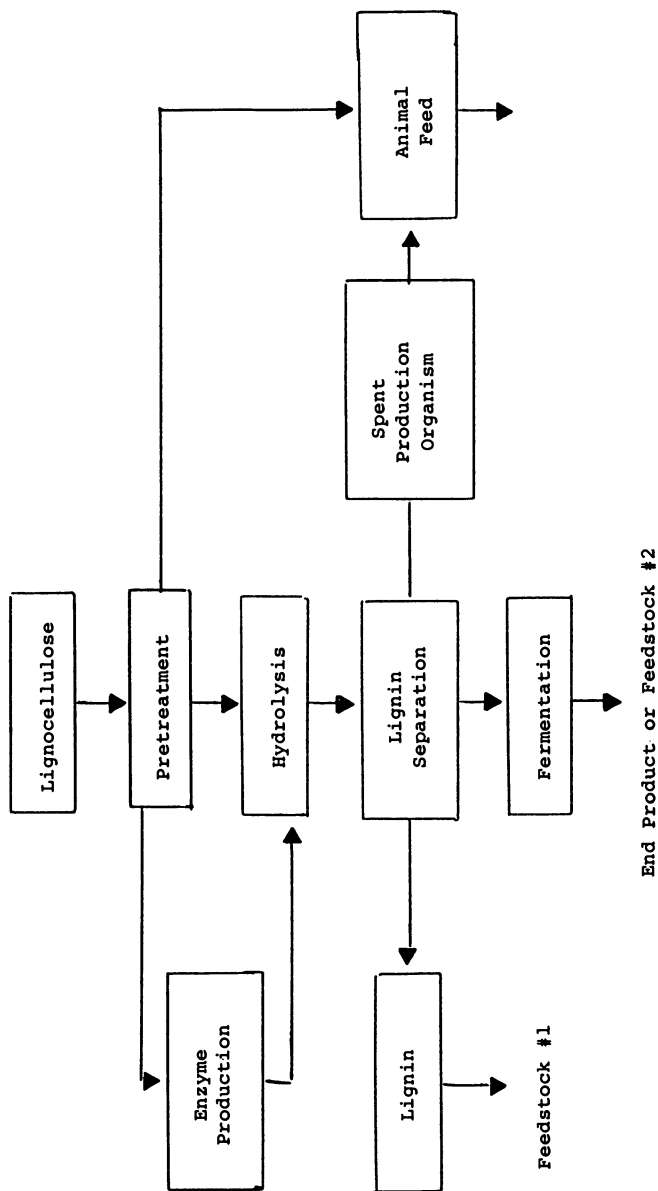 Lignocellulose
Pretreatment
Enzyme
Production
Hydrolysis
Lignin
Lignin
Separation
Spent
Production
Organism
Animal
Feed
Fermentation
Feedstock #1
End Product or Feedstock #2